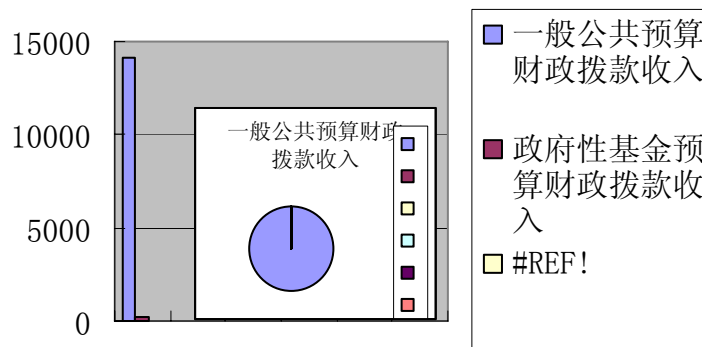 15000
10000
5000
0
一般公共预算财政
拨款收入
一般公共预算
财政拨款收入
政府性基金预
算财政拨款收
入
#REF!